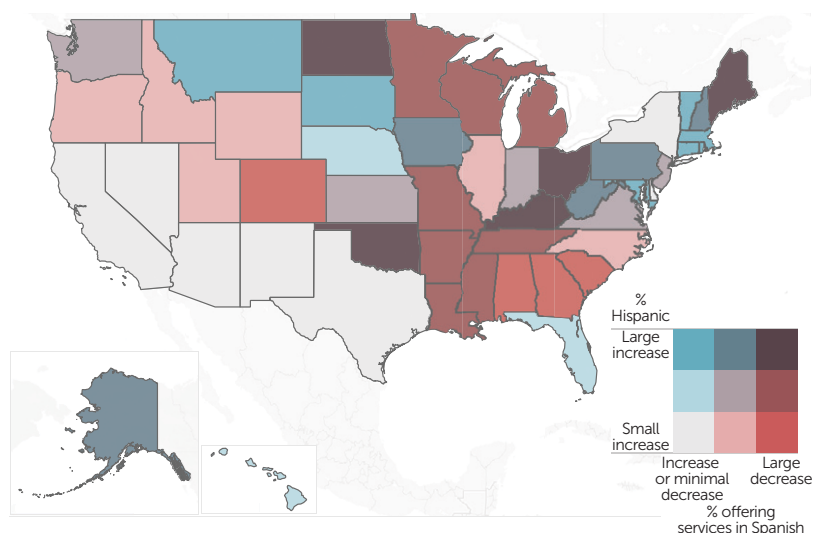 %
Hispanic
Large
increase
Small
increase
Increase
or minimal
decrease
Large
decrease
% offering
services in Spanish